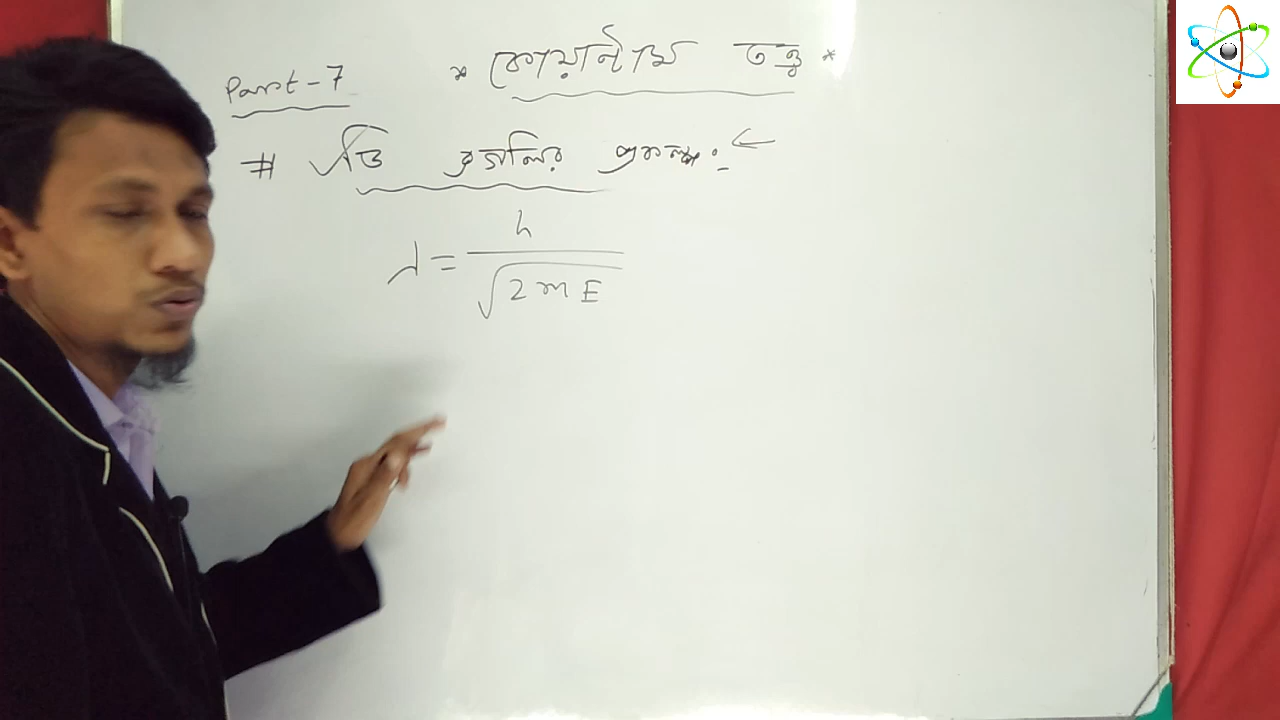 Part-7
* কোয়ান্টাম তত্ত্ব *
# ডি ব্রগলির প্রকল্প : ←
λ = h / √2mE